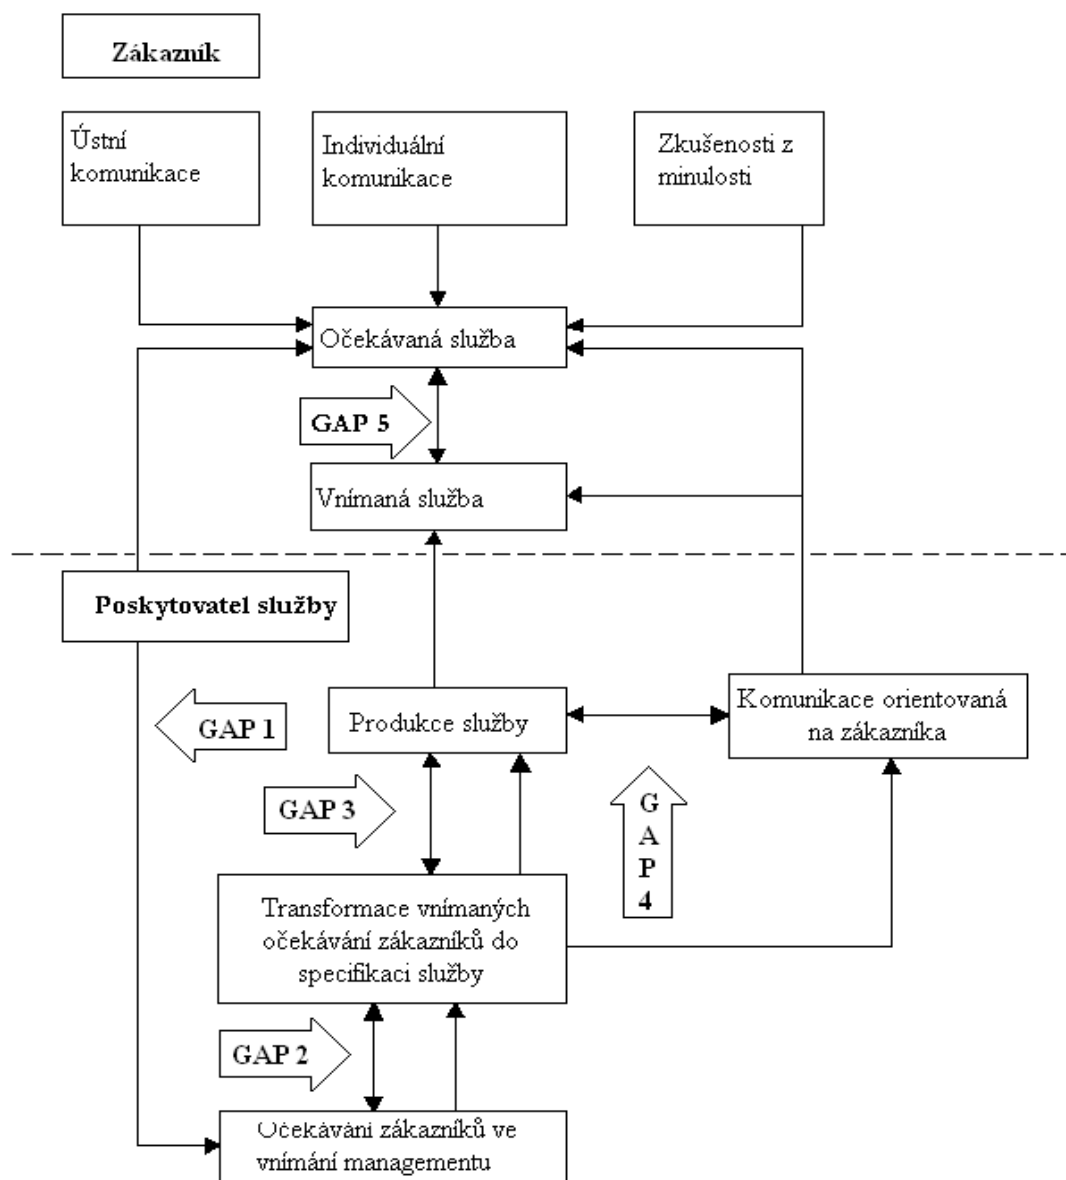 Zákazník
Ústní
komunikace
Individuální
komunikace
Zkušenosti z
minulosti
Očekávaná služba
GAP 5
Vnímaná služba
Poskytovatel služby
GAP 1
Produkce služby
Komunikace orientovaná
na zákazníka
GAP 3
G
A
P
4
Transformace vnímaných
očekávání zákazníků do
specifikaci služby
GAP 2
Očekávání zákazníků ve
vnímání managementu